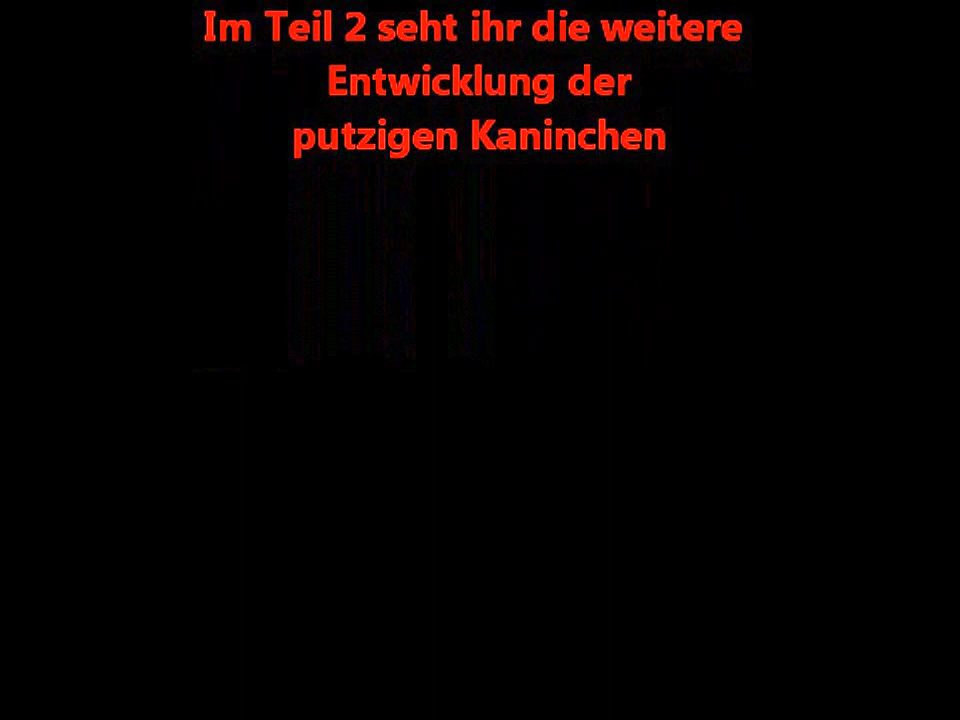 Im Teil 2 seht ihr die weitere
Entwicklung der
putzigen Kaninchen